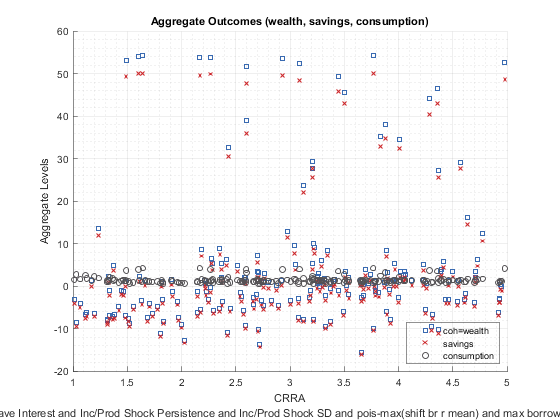 Aggregate Outcomes (wealth, savings, consumption)
60
50
40
30
20
10
0
-10
-20
Aggregate Levels
1 1.5 2 2.5 3 3.5 4 4.5 5
CRRA
coh=wealth
savings
consumption
ave Interest and Inc/Prod Shock Persistence and Inc/Prod Shock SD and pois-max(shift br r mean) and max borrow